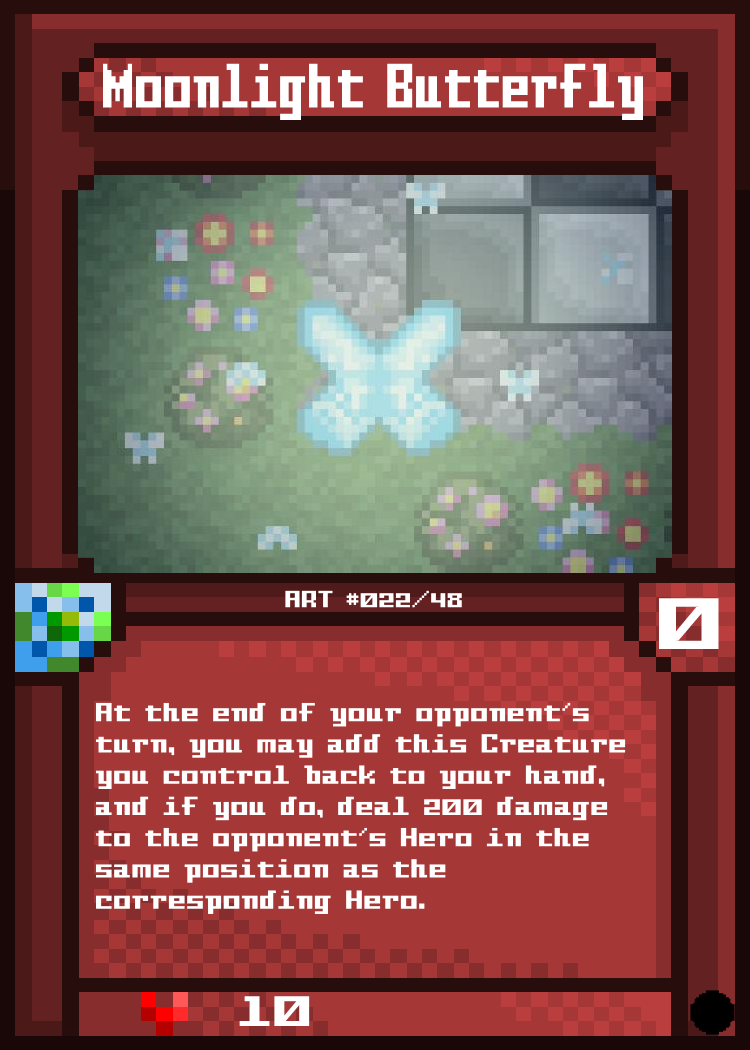 Moonlight Butterfly
ART #022/48
0
At the end of your opponent's
turn, you may add this Creature
you control back to your hand,
and if you do, deal 200 damage
to the opponent's Hero in the
same position as the
corresponding Hero.
10